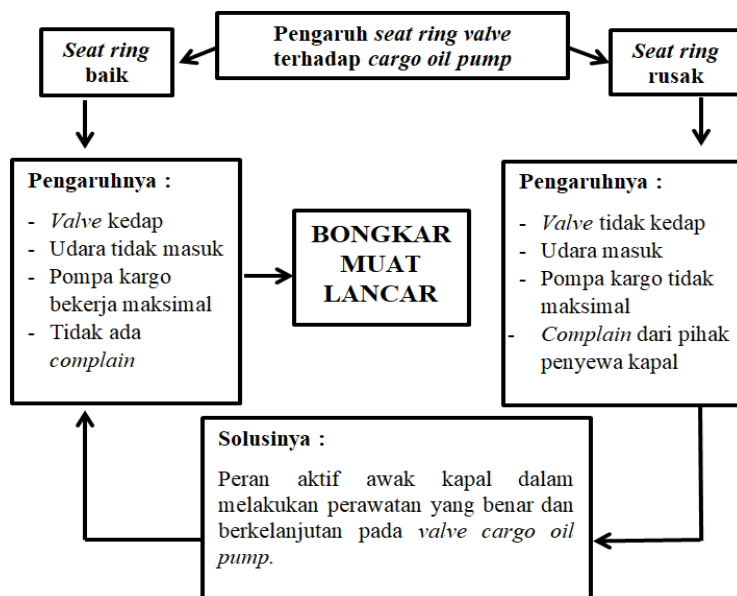 Pengaruh seat ring valve
terhadap cargo oil pump
Seat ring
baik
Seat ring
rusak
Pengaruhnya :
- Valve kedap
- Udara tidak masuk
- Pompa kargo
bekerja maksimal
- Tidak ada
complain
BONGKAR
MUAT
LANCAR
Pengaruhnya :
- Valve tidak kedap
- Udara masuk
- Pompa kargo tidak
maksimal
- Complain dari pihak
penyewa kapal
Solusinya :
Peran aktif awak kapal dalam
melakukan perawatan yang benar dan
berkelanjutan pada valve cargo oil
pump.